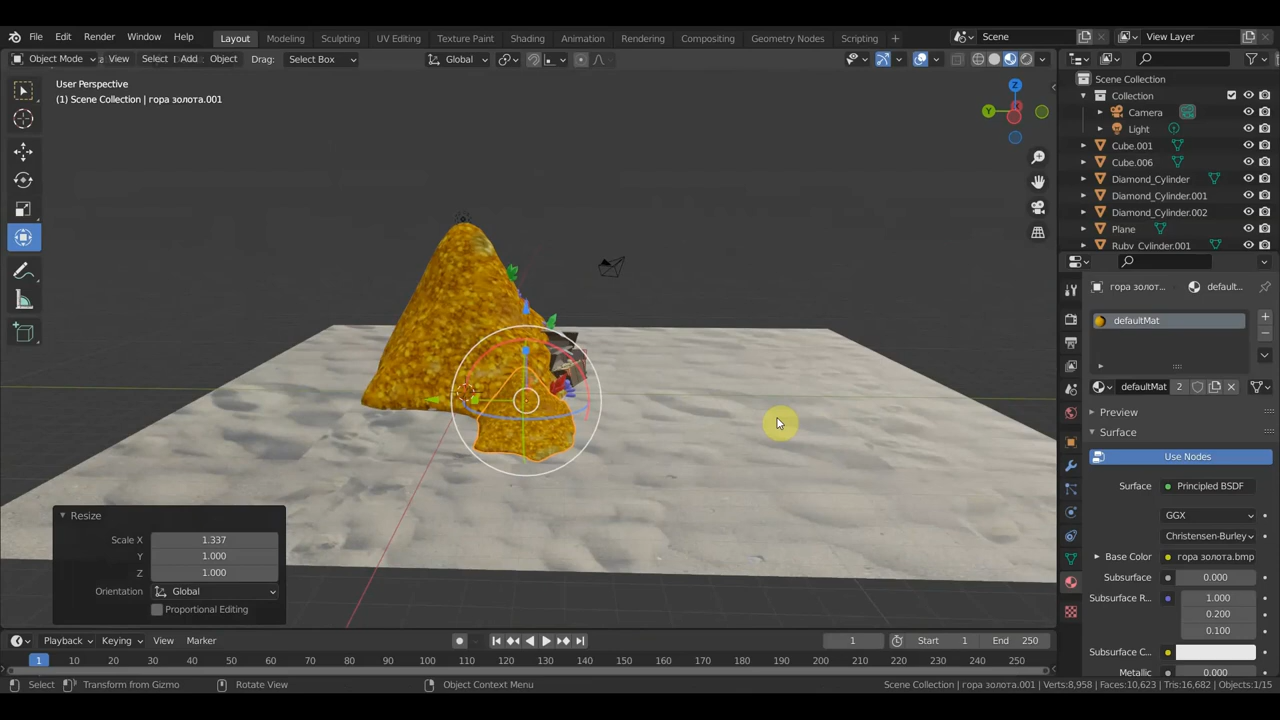 File Edit Render Window Help Layout Modeling Sculpting UV Editing Texture Paint Shading Animation Rendering Compositing Geometry Nodes Scripting Scene View Layer
Object Mode View Select Add Object Drag: Select Box Global
User Perspective
(1) Scene Collection | гора золота.001
Scene Collection
Collection
Camera
Light
Cube.001
Cube.006
Diamond_Cylinder
Diamond_Cylinder.001
Diamond_Cylinder.002
Plane
Ruby_Cylinder.001
гора золот... default...
defaultMat
defaultMat 2
Preview
Surface
Use Nodes
Surface Principled BSDF
GGX
Christensen-Burley
Base Color гора золота.bmp
Subsurface 0.000
Subsurface R... 1.000
0.200
0.100
Subsurface C...
Metallic 0.000
Resize
Scale X 1.337
Y 1.000
Z 1.000
Orientation Global
Proportional Editing
X
Y
Playback Keying View Marker 1 Start 1 End 250
1 10 20 30 40 50 60 70 80 90 100 110 120 130 140 150 160 170 180 190 200 210 220 230 240 250
Select Transform from Gizmo Rotate View Object Context Menu Scene Collection | гора золота.001 | Verts:8,958 | Faces:10,623 | Tris:16,682 | Objects:1/15